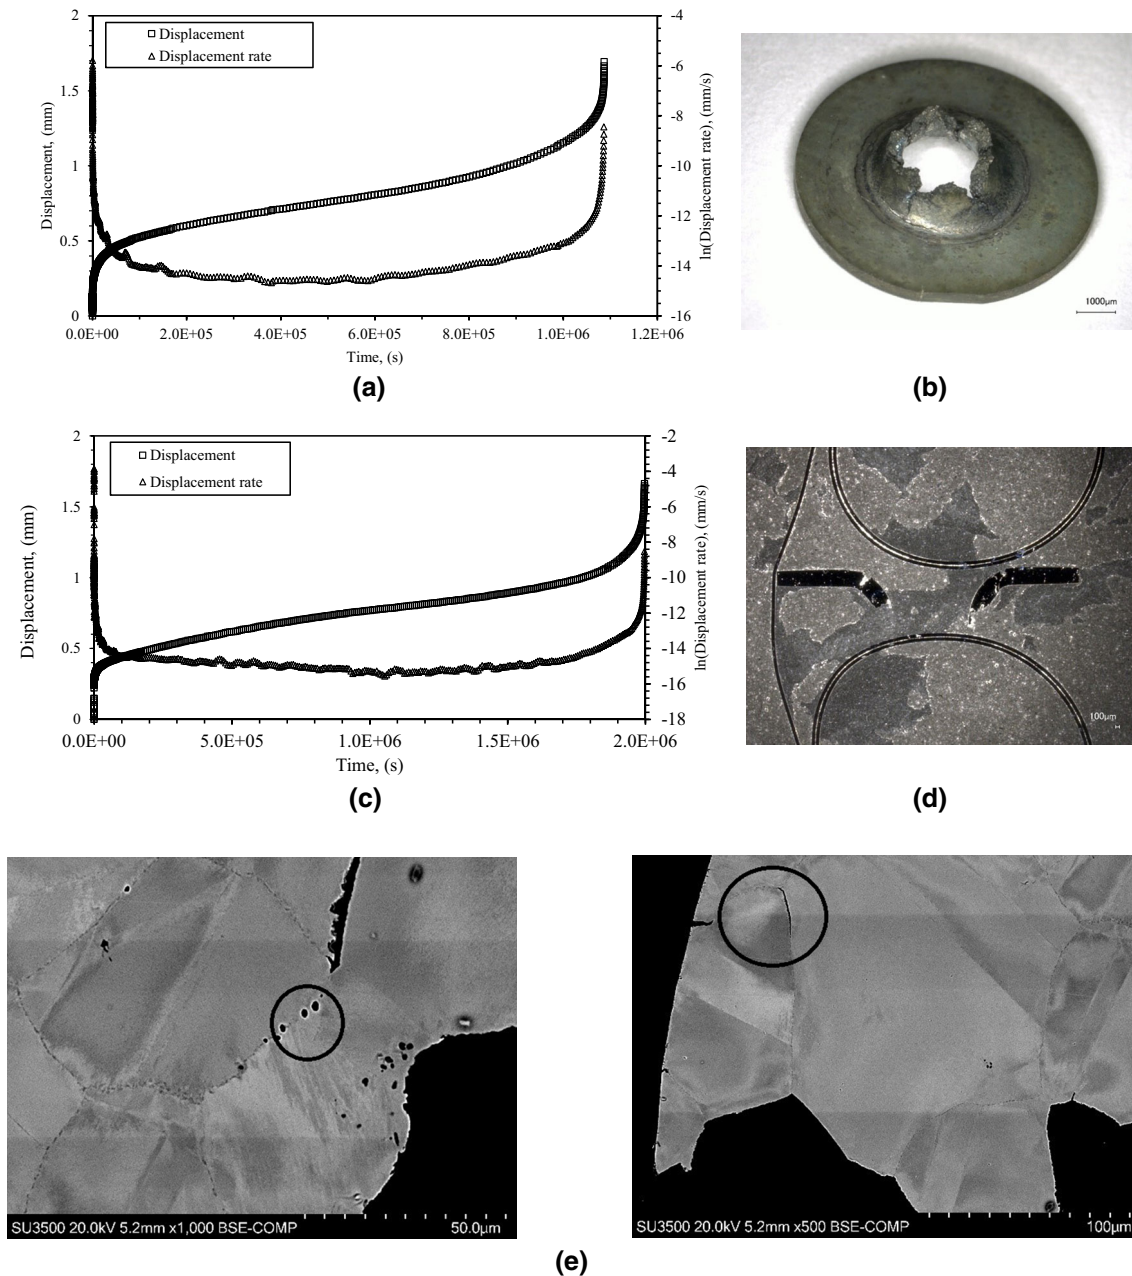 2
1.5
1
0.5
0
Displacement, (mm)
Displacement
Displacement rate
-4
-6
-8
-10
-12
-14
-16
ln(Displacement rate), (mm/s)
0.0E+00 2.0E+05 4.0E+05 6.0E+05 8.0E+05 1.0E+06 1.2E+06
Time, (s)
(a)
1000µm
(b)
2
1.5
1
0.5
0
Displacement, (mm)
Displacement
Displacement rate
-2
-4
-6
-8
-10
-12
-14
-16
-18
ln(Displacement rate), (mm/s)
0.0E+00 5.0E+05 1.0E+06 1.5E+06 2.0E+06
Time, (s)
(c)
100µm
(d)
SU3500 20.0kV 5.2mm x1,000 BSE-COMP 50.0µm
SU3500 20.0kV 5.2mm x500 BSE-COMP 100µm
(e)